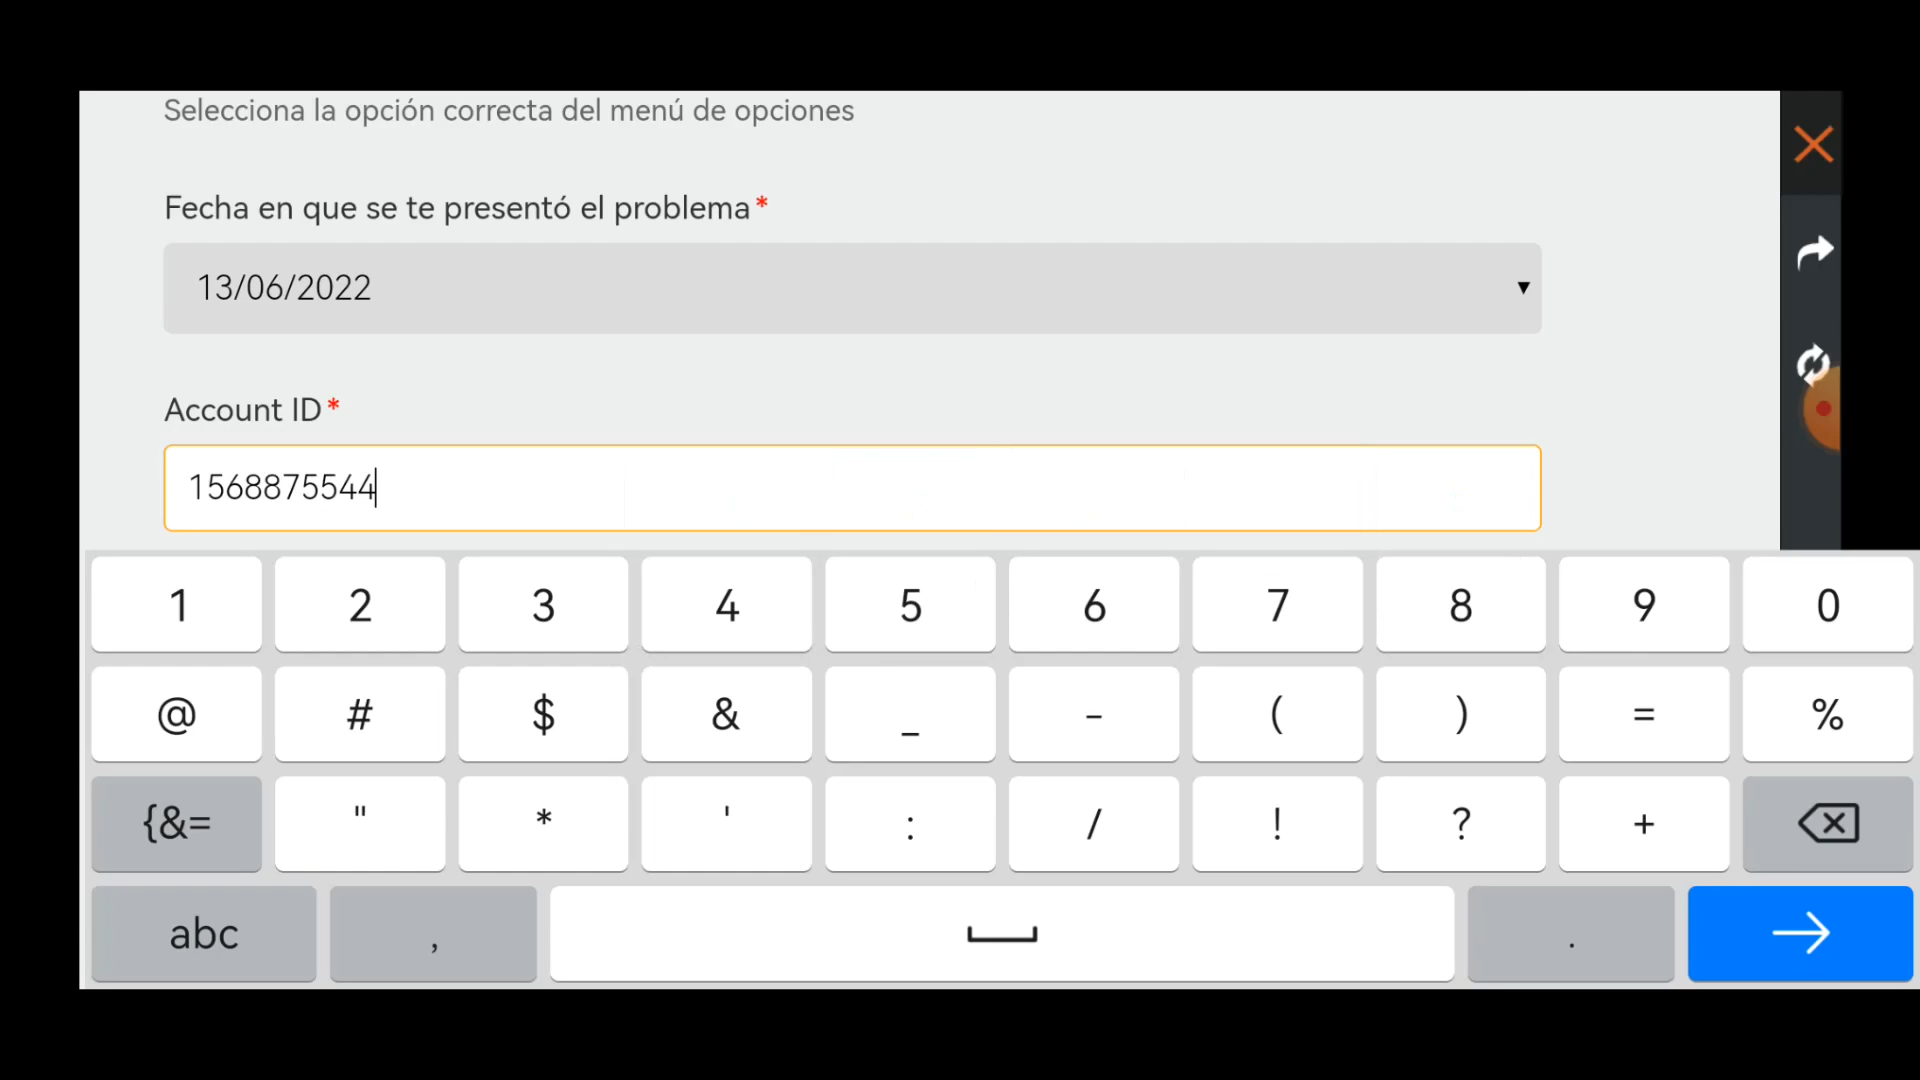 Selecciona la opción correcta del menú de opciones
Fecha en que se te presentó el problema*
13/06/2022
Account ID*
1568875544
1 2 3 4 5 6 7 8 9 0
@ # $ & _ - ( ) = %
{&= " * ' : / ! ? +
abc , .